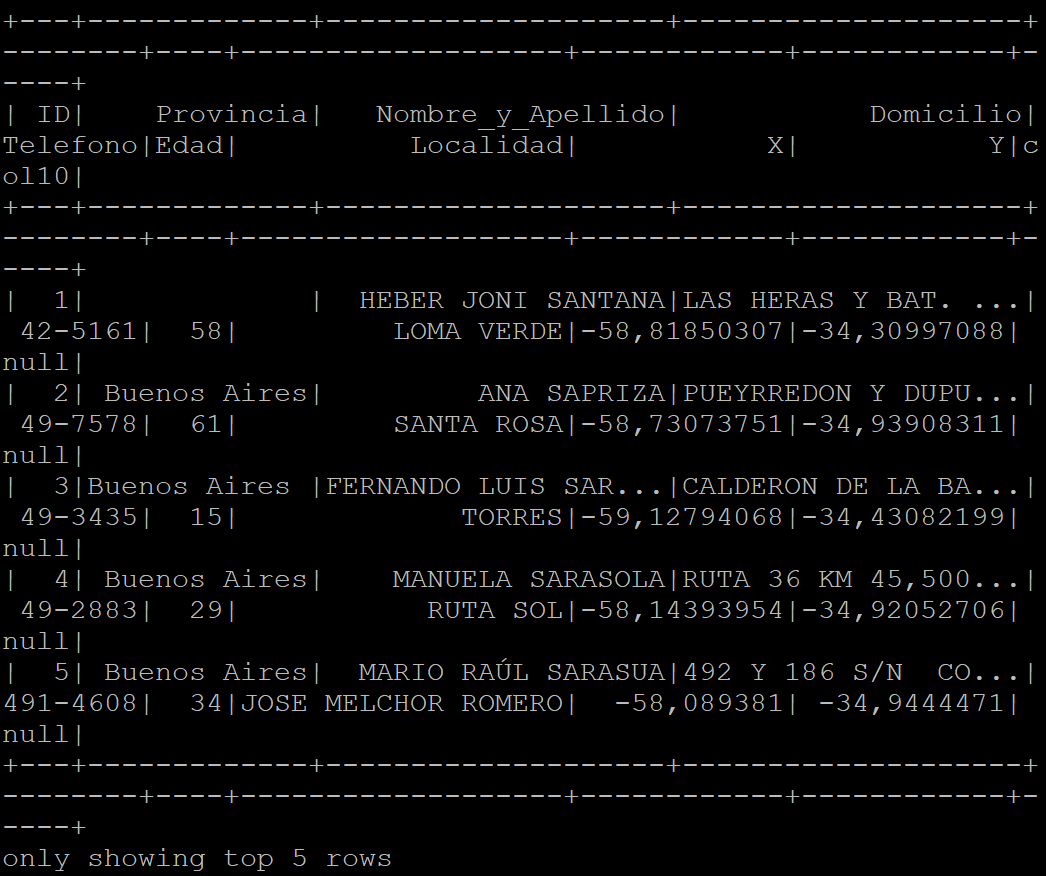 +---+-------------+--------------------+--------------------+
--------+----+-------------------+------------+------------+-
----+
| ID|    Provincia|   Nombre_y_Apellido|           Domicilio|
Telefono|Edad|          Localidad|           X|           Y|c
ol10|
+---+-------------+--------------------+--------------------+
--------+----+-------------------+------------+------------+-
----+
|  1|             |  HEBER JONI SANTANA|LAS HERAS Y BAT. ...|
 42-5161|  58|         LOMA VERDE|-58,81850307|-34,30997088| 
null|
|  2| Buenos Aires|         ANA SAPRIZA|PUEYRREDON Y DUPU...|
 49-7578|  61|         SANTA ROSA|-58,73073751|-34,93908311| 
null|
|  3|Buenos Aires |FERNANDO LUIS SAR...|CALDERON DE LA BA...|
 49-3435|  15|             TORRES|-59,12794068|-34,43082199| 
null|
|  4| Buenos Aires|    MANUELA SARASOLA|RUTA 36 KM 45,500...|
 49-2883|  29|           RUTA SOL|-58,14393954|-34,92052706| 
null|
|  5| Buenos Aires|  MARIO RAÚL SARASUA|492 Y 186 S/N  CO...|
491-4608|  34|JOSE MELCHOR ROMERO|  -58,089381| -34,9444471| 
null|
+---+-------------+--------------------+--------------------+
--------+----+-------------------+------------+------------+-
----+
only showing top 5 rows